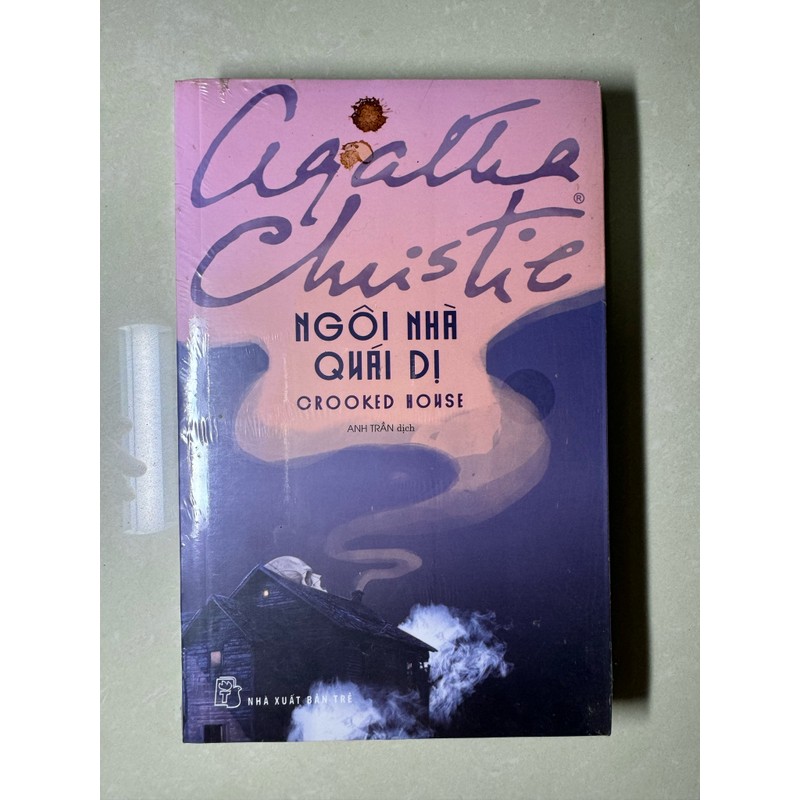 Agatha
Christie
®
NGÔI NHÀ
QUÁI DỊ
CROOKED HOUSE
ANH TRẦN dịch
NHÀ XUẤT BẢN TRẺ